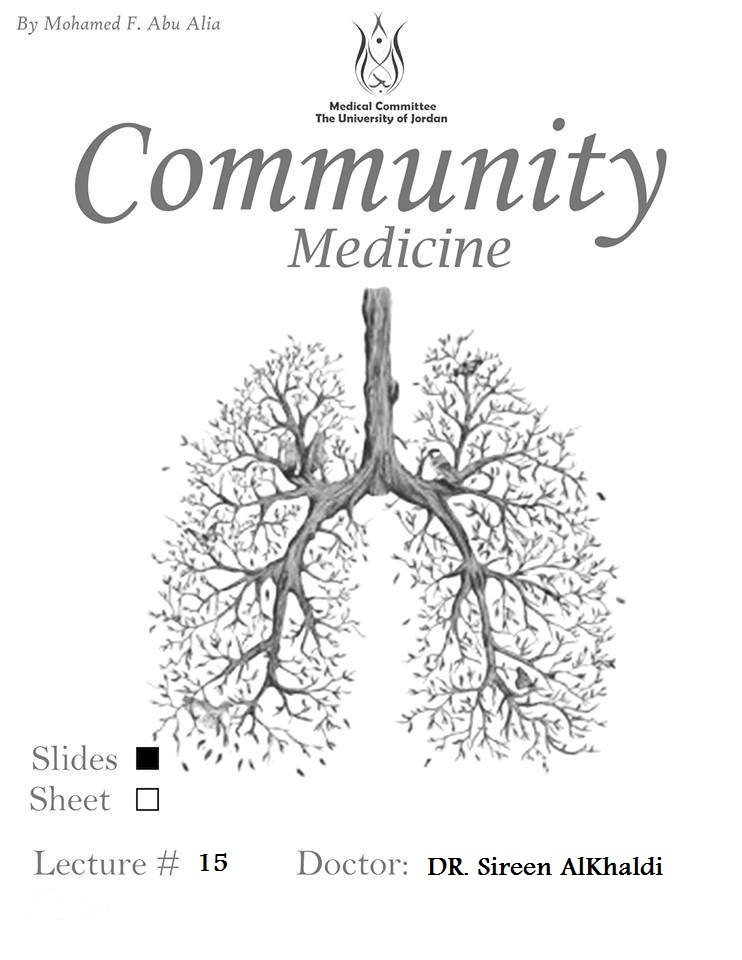 By Mohamed F. Abu Alia
Medical Committee
The University of Jordan
Community
Medicine
Slides
Sheet
Lecture # 15 Doctor: DR. Sireen AlKhaldi